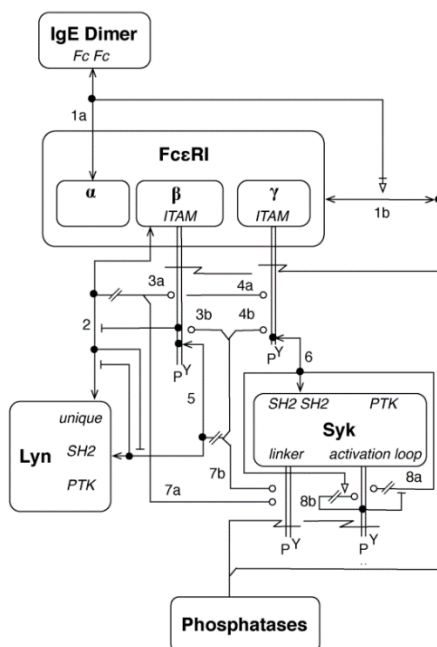 IgE Dimer
Fc Fc
1a
FcεRI
α
β
γ
ITAM
ITAM
1b
3a
4a
2
3b
4b
P Y
P Y
5
6
unique
Lyn
SH2
PTK
SH2 SH2
PTK
Syk
linker
activation loop
7b
7a
8b
8a
P Y
P Y
Phosphatases